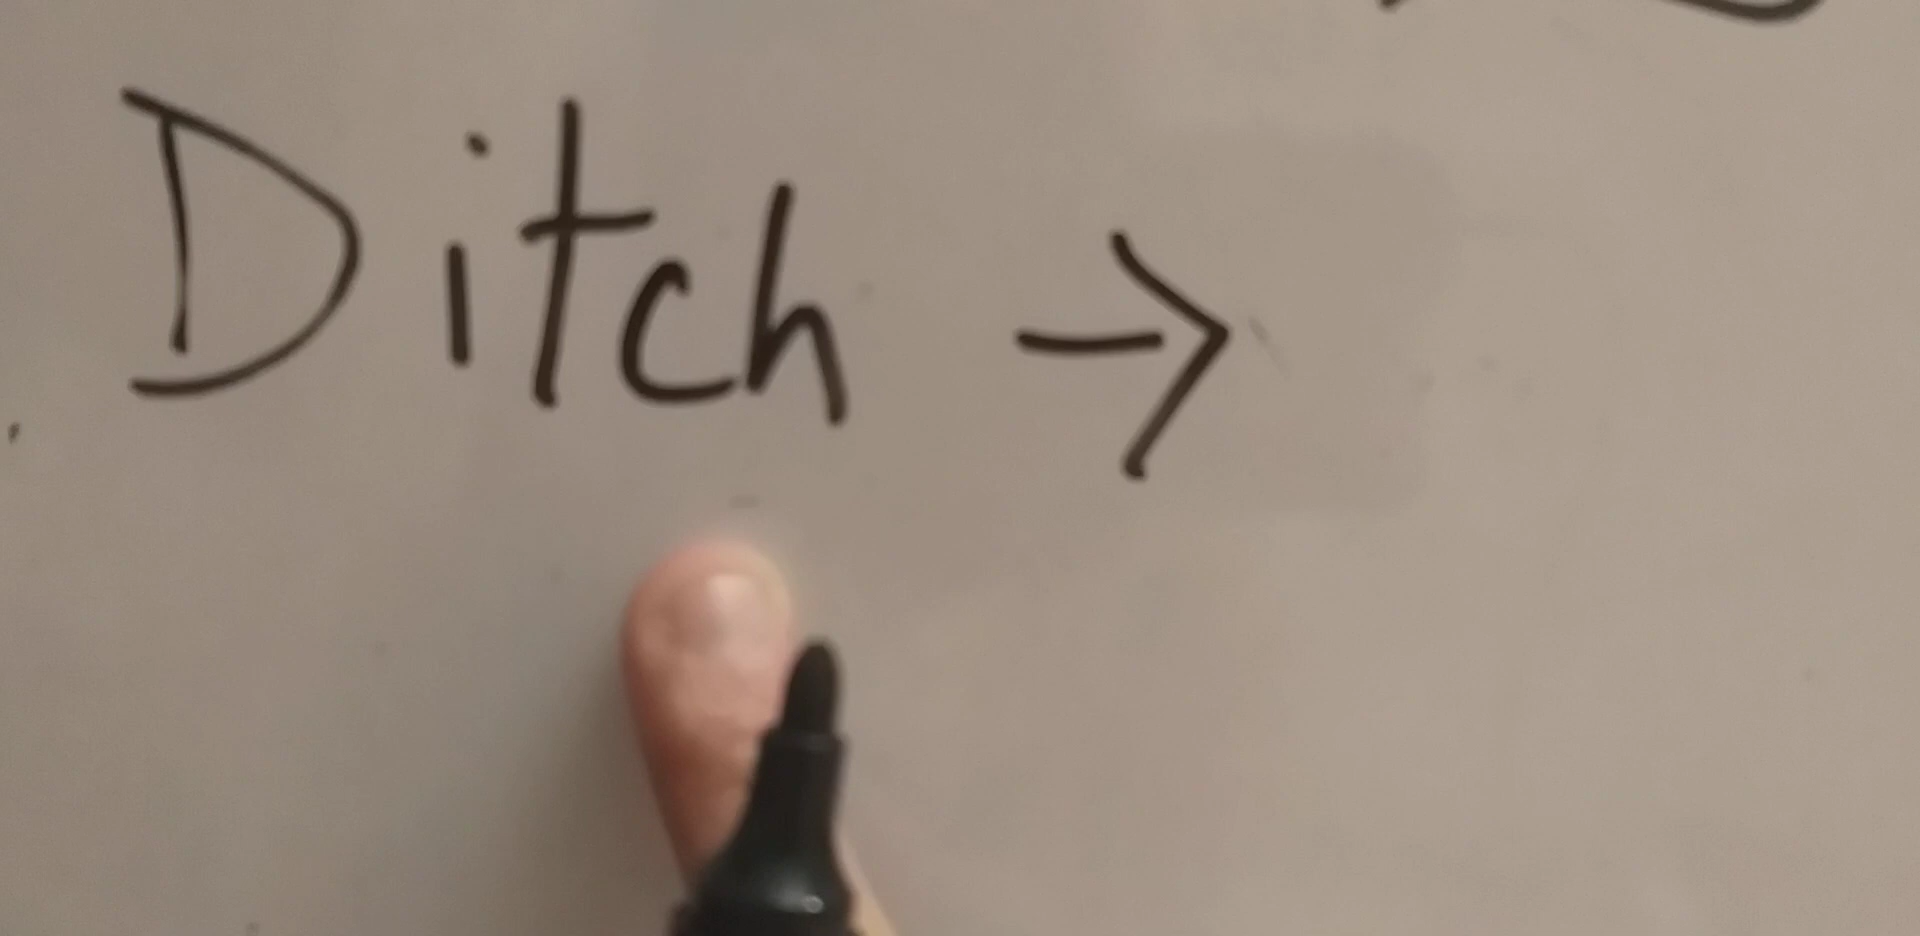 Ditch →